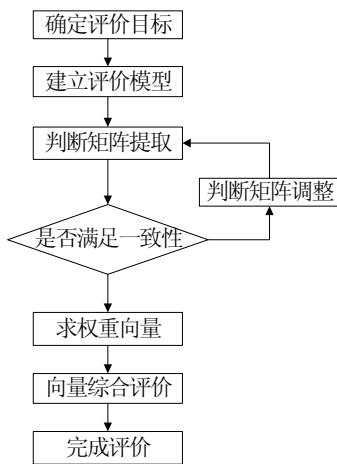 确定评价目标
建立评价模型
判断矩阵提取
判断矩阵调整
是否满足一致性
求权重向量
向量综合评价
完成评价